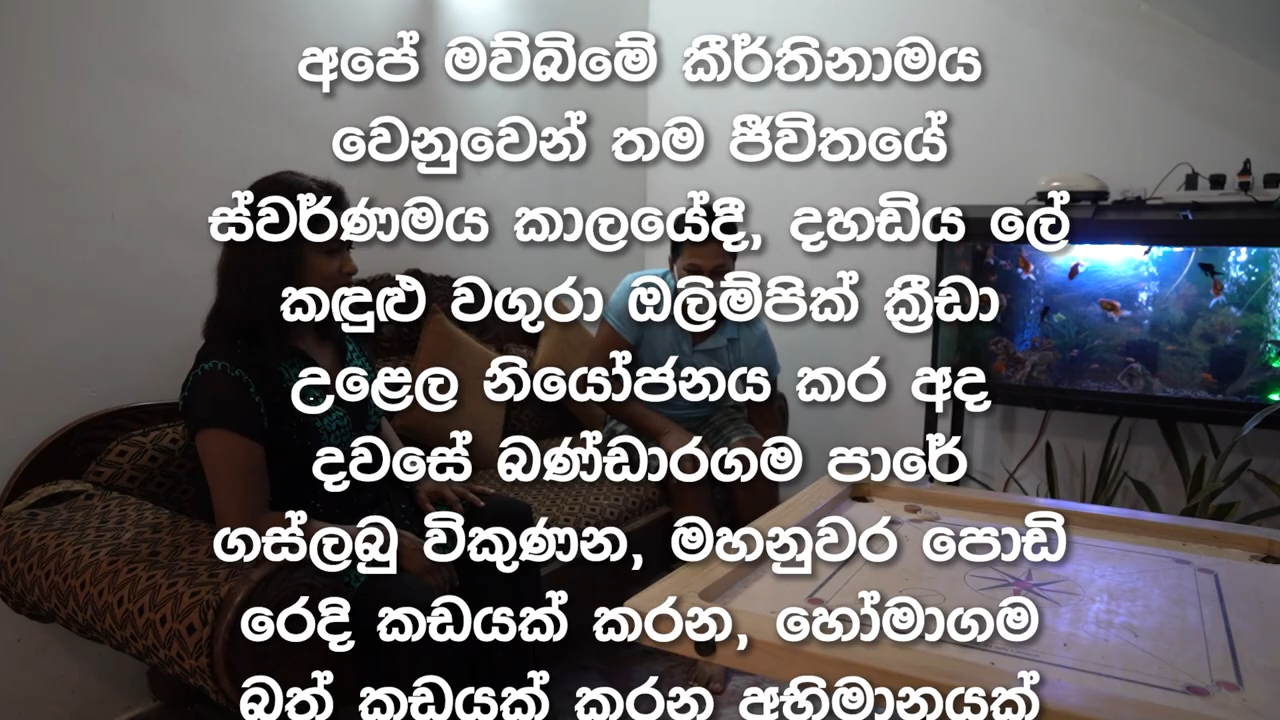 අපේ මව්බිමේ කීර්තිනාමය
වෙනුවෙන් තම ජීවිතයේ
ස්වර්ණමය කාලයේදී, දහඩිය ලේ
කඳුළු වගුරා ඔලිම්පික් ක්‍රීඩා
උළෙල නියෝජනය කර අද
දවසේ බණ්ඩාරගම පාරේ
ගස්ලබු විකුණන, මහනුවර පොඩි
රෙදි කඩයක් කරන, හෝමාගම
බත් කඩයක් කරන අභිමානයක්